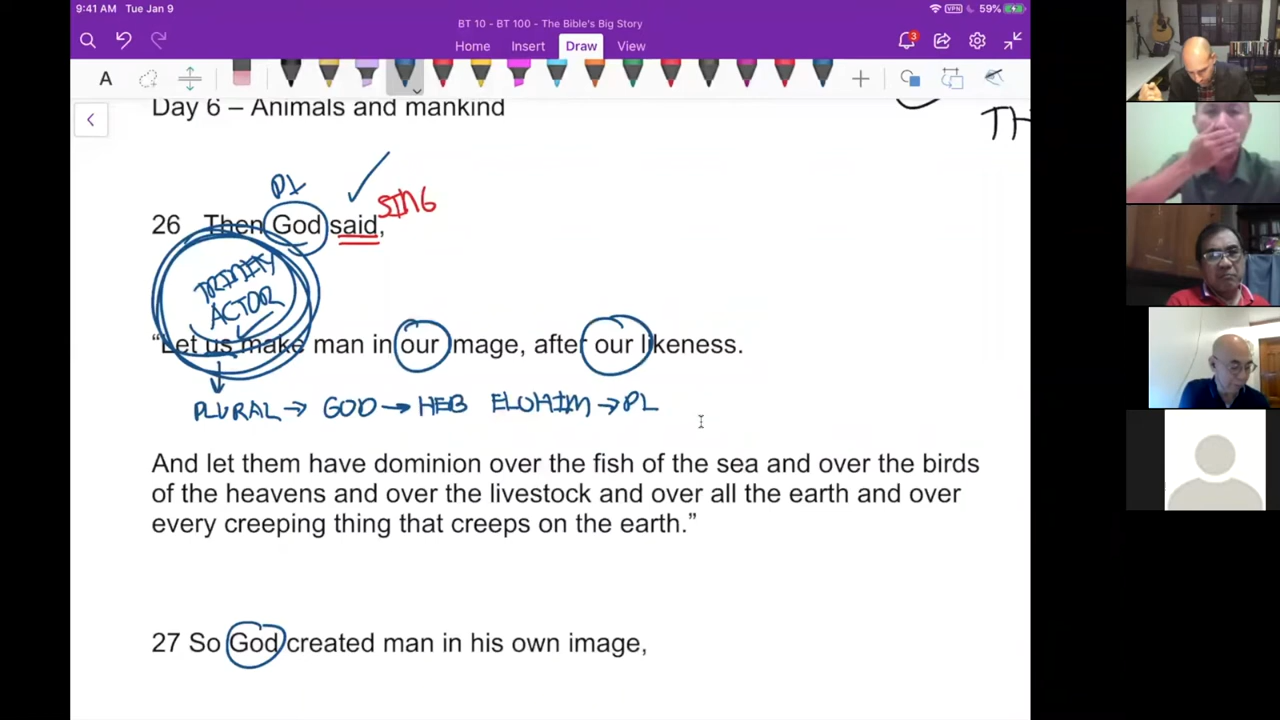 9:41 AM Tue Jan 9
VPN 59%
BT 10 - BT 100 - The Bible's Big Story
Home Insert Draw View
3
A
Day 6 – Animals and mankind
TH
PL
SING
26 Then God said,
TRINITY
ACTOR
“Let us make man in our image, after our likeness.
PLURAL → GOD → HEB ELOHIM → PL
And let them have dominion over the fish of the sea and over the birds
of the heavens and over the livestock and over all the earth and over
every creeping thing that creeps on the earth.”
27 So God created man in his own image,